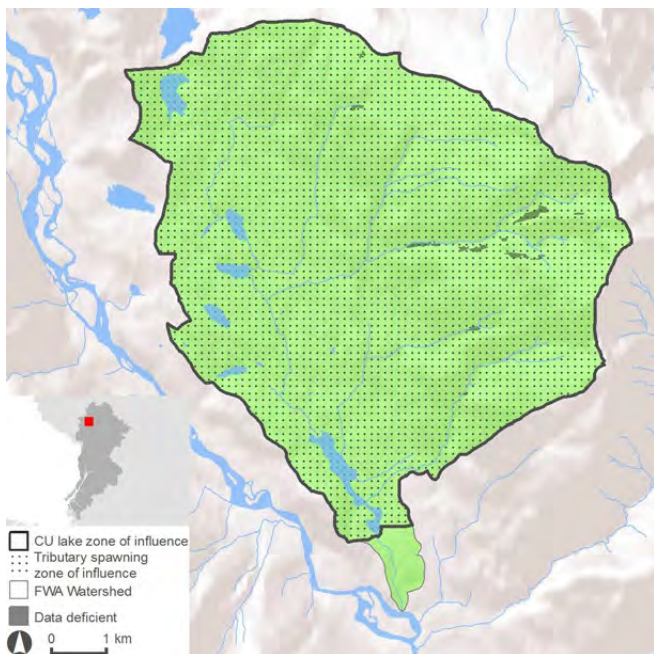 CU lake zone of influence
Tributary spawning
zone of influence
FWA Watershed
Data deficient
0 1 km